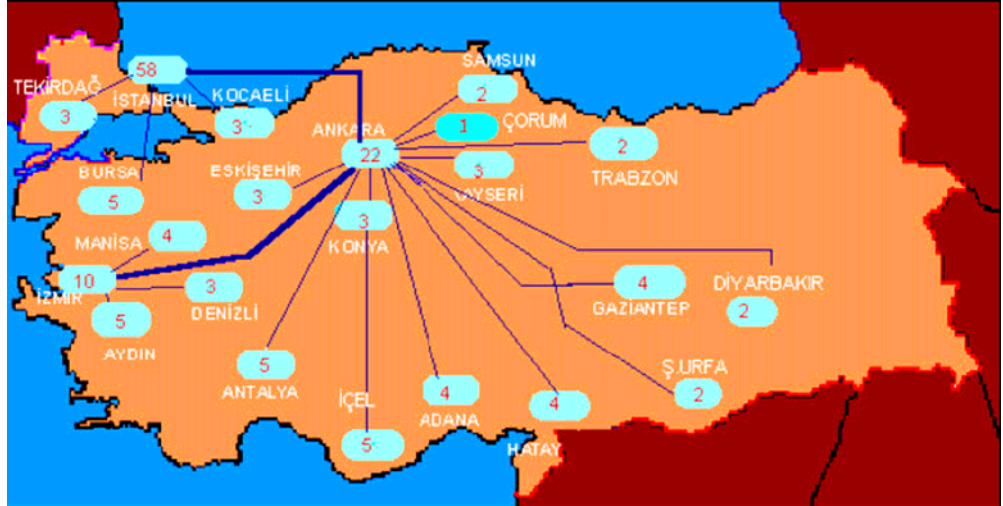 SAMSUN
58
TEKİRDAĞ
İSTANBUL
KOCAELİ
2
3
3
ANKARA
1
ÇORUM
22
2
TRABZON
BURSA
5
ESKİŞEHİR
3
3
KAYSERİ
MANİSA
4
3
KONYA
10
İZMİR
3
DENİZLİ
4
GAZİANTEP
DİYARBAKIR
2
5
AYDIN
5
ANTALYA
İÇEL
5
4
ADANA
4
HATAY
Ş.URFA
2